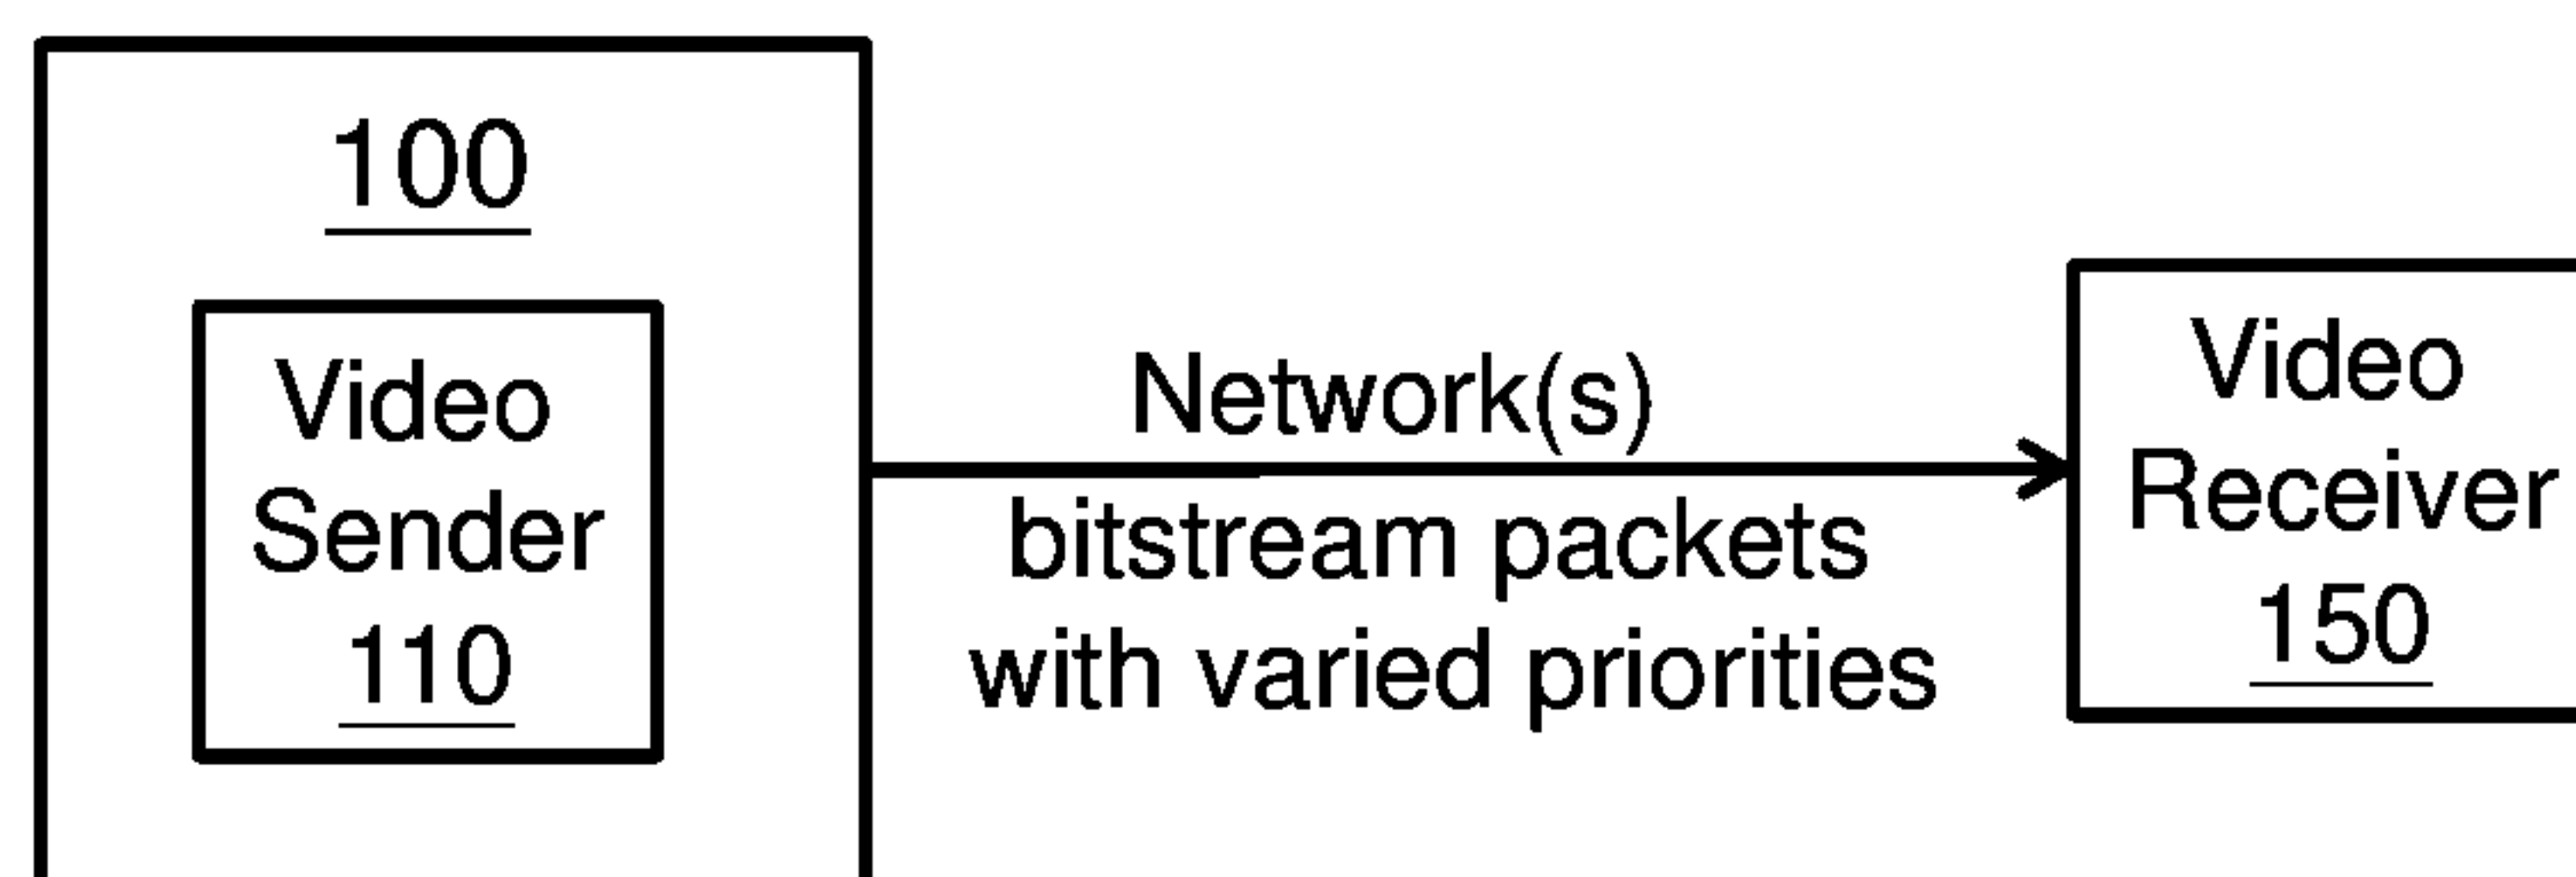 100
Video
Sender
110
Network(s)
bitstream packets
with varied priorities
Video
Receiver
150